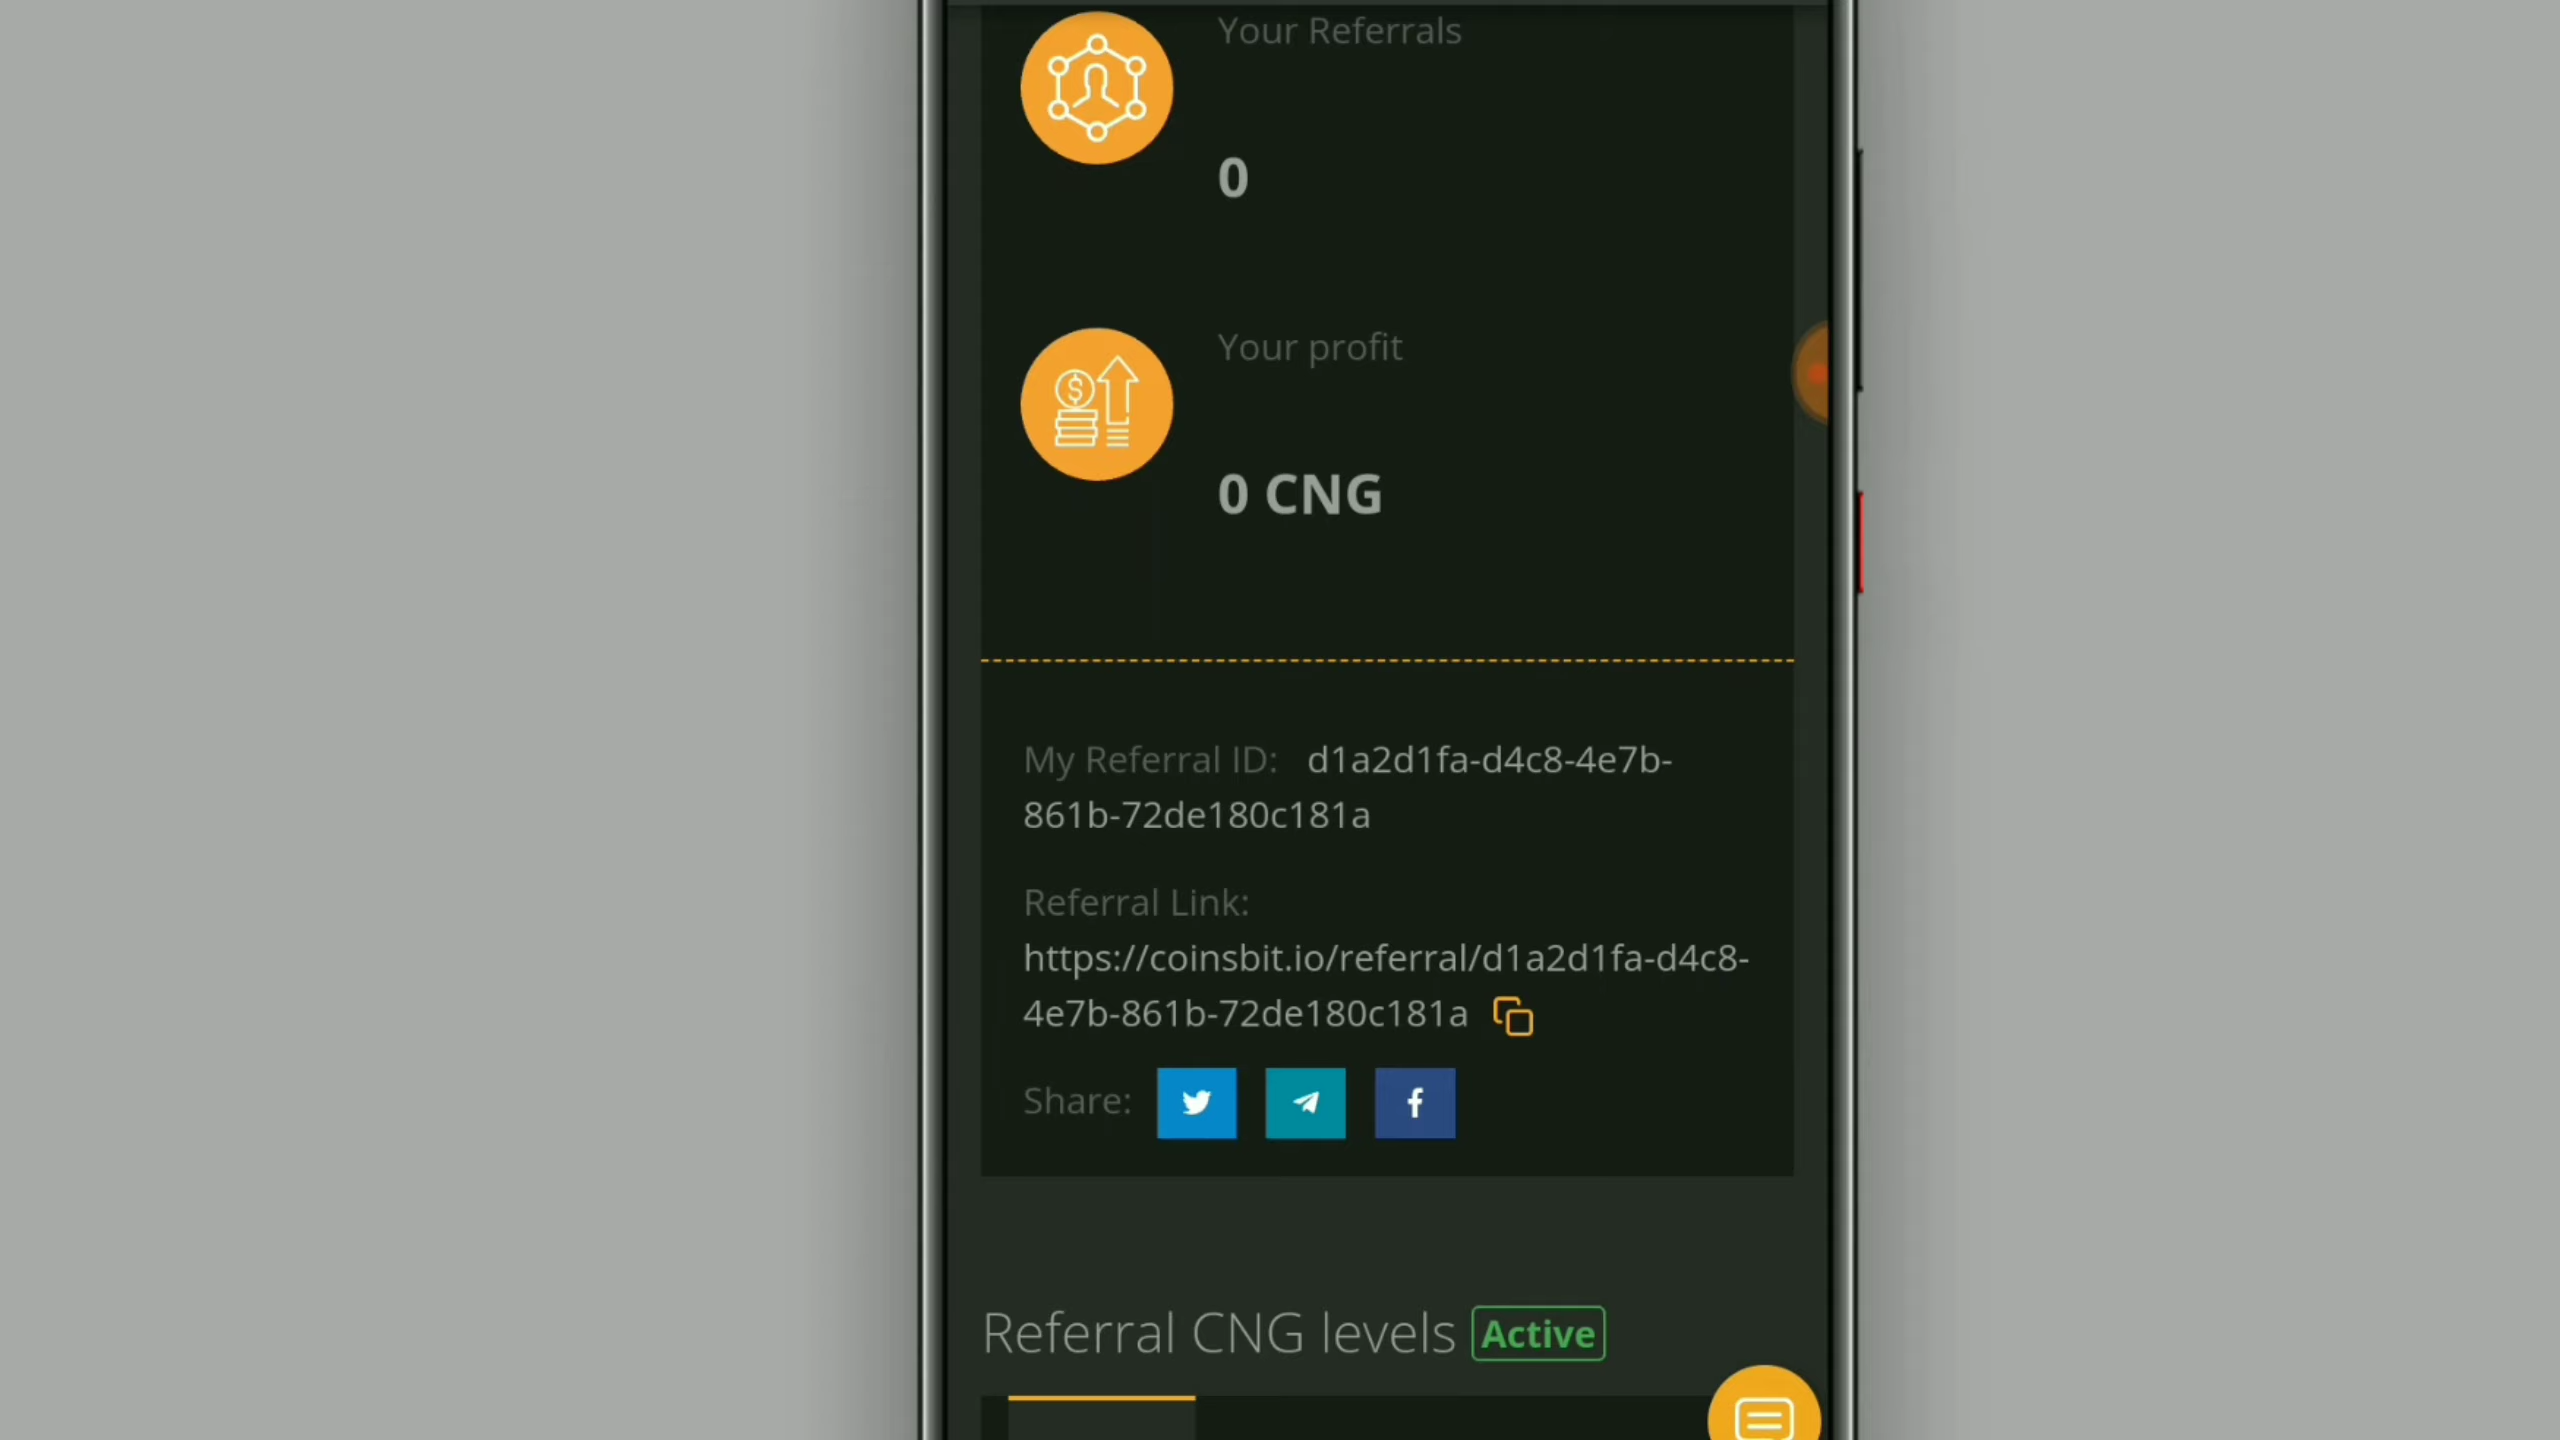 Your Referrals
0
Your profit
0 CNG
My Referral ID: d1a2d1fa-d4c8-4e7b-
861b-72de180c181a
Referral Link:
https://coinsbit.io/referral/d1a2d1fa-d4c8-
4e7b-861b-72de180c181a
Share:
Referral CNG levels Active